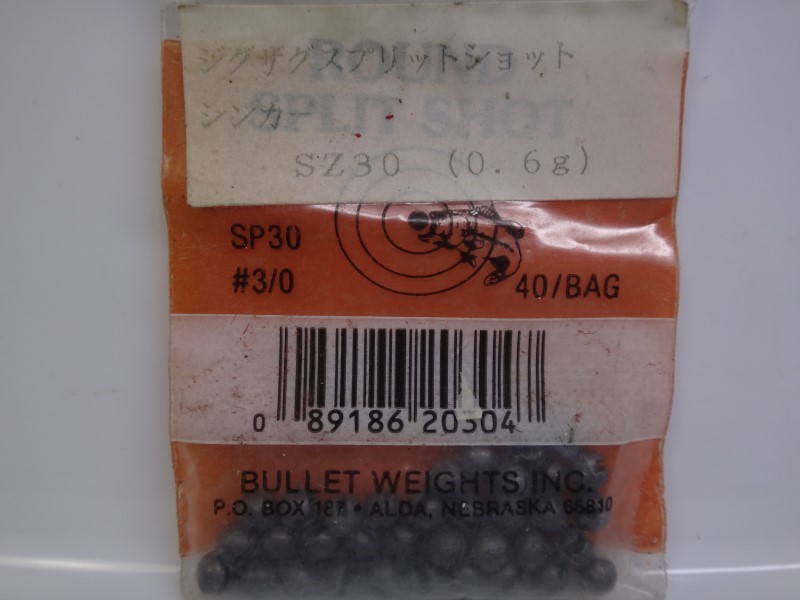 ジグザグスプリットショット
ROUND
シンカー
SPLIT SHOT
SZ30 (0.6g)
SP30
#3/0
40/BAG
0 89186 20304
BULLET WEIGHTS INC.
P.O. BOX 187 • ALDA, NEBRASKA 68810